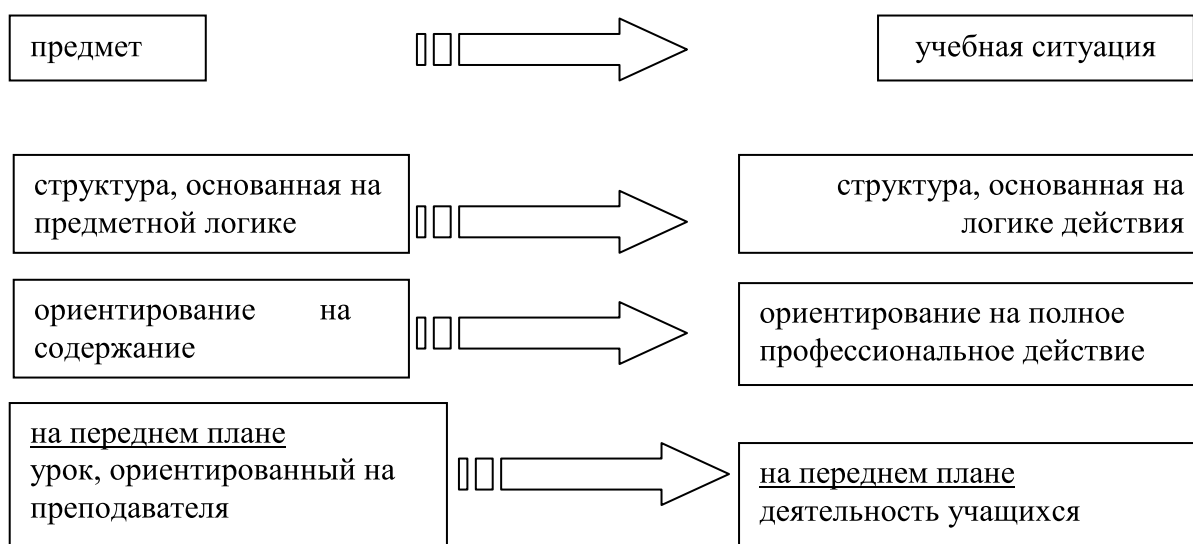 предмет
учебная ситуация
структура, основанная на
предметной логике
структура, основанная на
логике действия
ориентирование на
содержание
ориентирование на полное
профессиональное действие
на переднем плане
урок, ориентированный на
преподавателя
на переднем плане
деятельность учащихся